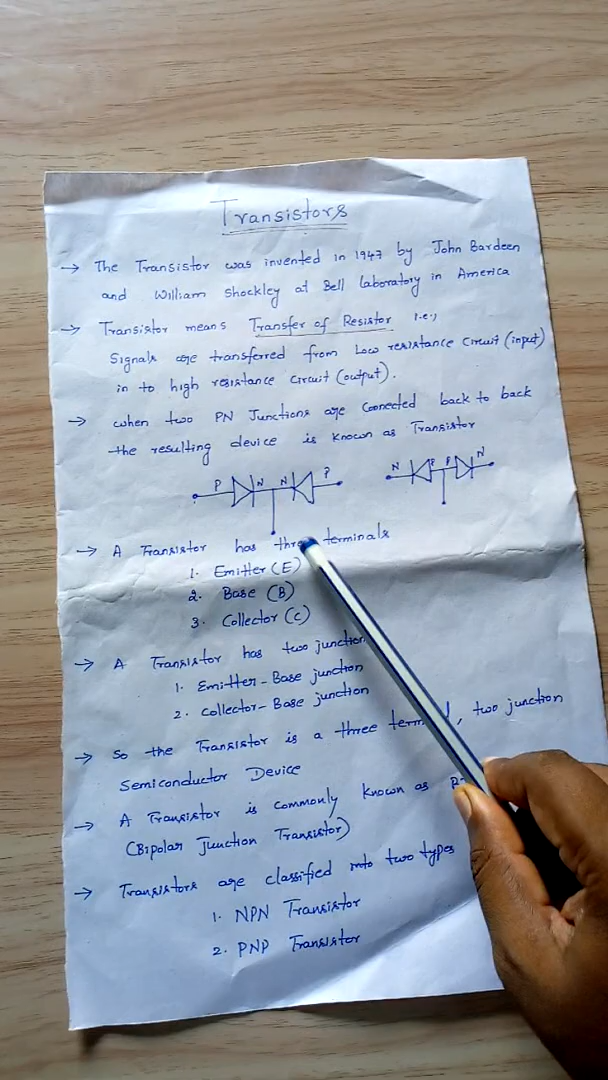 Transistors
→ The Transistor was invented in 1947 by John Bardeen
and William Shockley at Bell laboratory in America
→ Transistor means Transfer of Resistor i.e.,
Signals are transferred from Low resistance circuit (input)
in to high resistance circuit (output).
→ when two PN Junctions are connected back to back
the resulting device is known as Transistor
P N N P N P P N
→ A Transistor has three terminals
1. Emitter (E)
2. Base (B)
3. Collector (C)
→ A Transistor has two junction
1. Emitter-Base junction
2. Collector-Base junction
→ So the Transistor is a three , two junction
Semiconductor Device
→ A Transistor is commonly known as
(Bipolar Junction Transistor)
→ Transistors are classified into two types
1. NPN Transistor
2. PNP Transistor